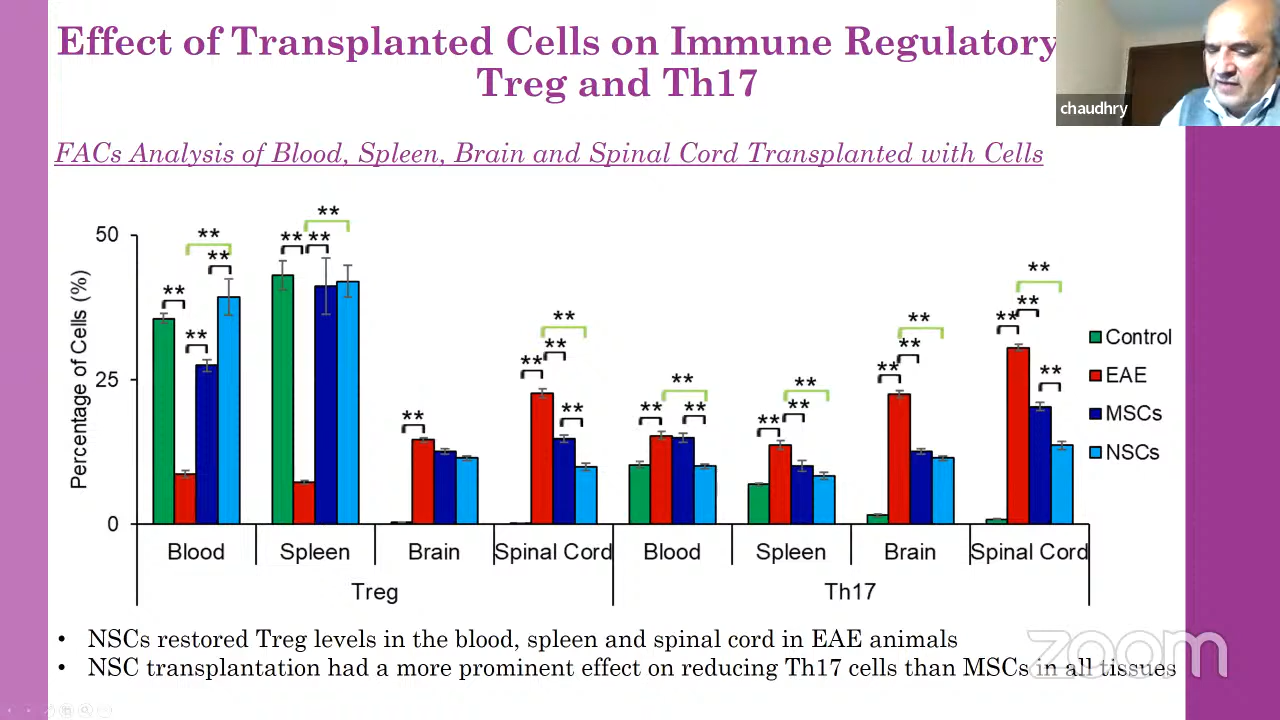 Effect of Transplanted Cells on Immune Regulatory
Treg and Th17
chaudhry
FACs Analysis of Blood, Spleen, Brain and Spinal Cord Transplanted with Cells
** ** ** ** ** ** ** ** ** ** ** ** ** ** ** ** ** ** ** ** ** ** ** ** ** **
50
25
0
Percentage of Cells (%)
Control
EAE
MSCs
NSCs
Blood Spleen Brain Spinal Cord Blood Spleen Brain Spinal Cord
Treg Th17
• NSCs restored Treg levels in the blood, spleen and spinal cord in EAE animals
• NSC transplantation had a more prominent effect on reducing Th17 cells than MSCs in all tissues
zoom